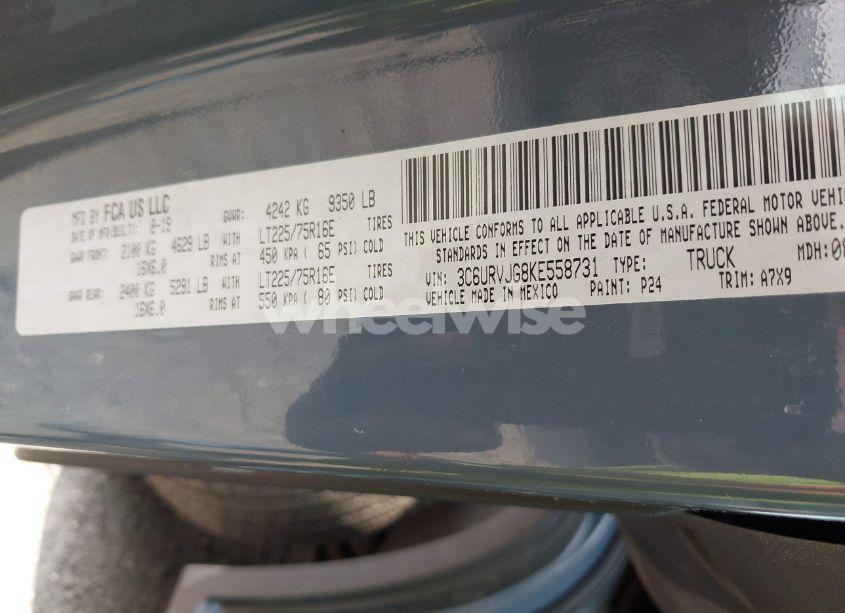 MFD BY FCA US LLC
DATE OF MFR(BUILT): 8-19 GVWR: 4242 KG 9350 LB
GAWR FRONT: 2100 KG 4629 LB WITH LT225/75R16E TIRES
16X6.0 RIMS AT 450 KPA ( 65 PSI) COLD
GAWR REAR: 2400 KG 5291 LB WITH LT225/75R16E TIRES
16X6.0 RIMS AT 550 KPA ( 80 PSI) COLD
THIS VEHICLE CONFORMS TO ALL APPLICABLE U.S.A. FEDERAL MOTOR VEHIC
STANDARDS IN EFFECT ON THE DATE OF MANUFACTURE SHOWN ABOVE.
VIN: 3C6URVJG8KE558731 TYPE: TRUCK MDH:08
VEHICLE MADE IN MEXICO PAINT: P24 TRIM: A7X9
wheelwise